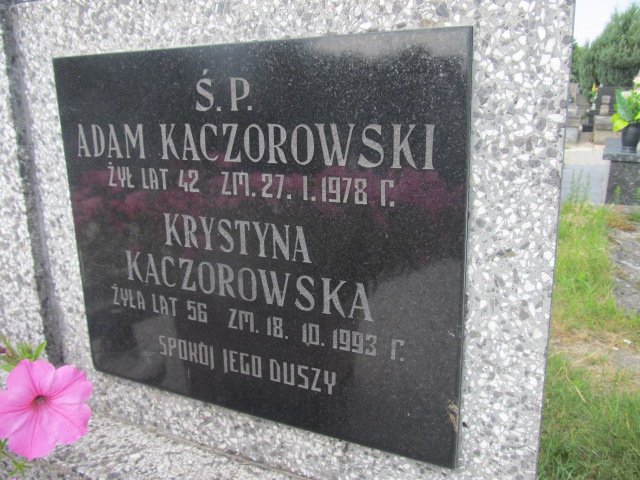 Ś.P.
ADAM KACZOROWSKI
ŻYŁ LAT 42 ZM. 27. I. 1978 R.
KRYSTYNA
KACZOROWSKA
ŻYŁA LAT 56 ZM. 18. 10. 1993 r.
SPOKÓJ JEGO DUSZY